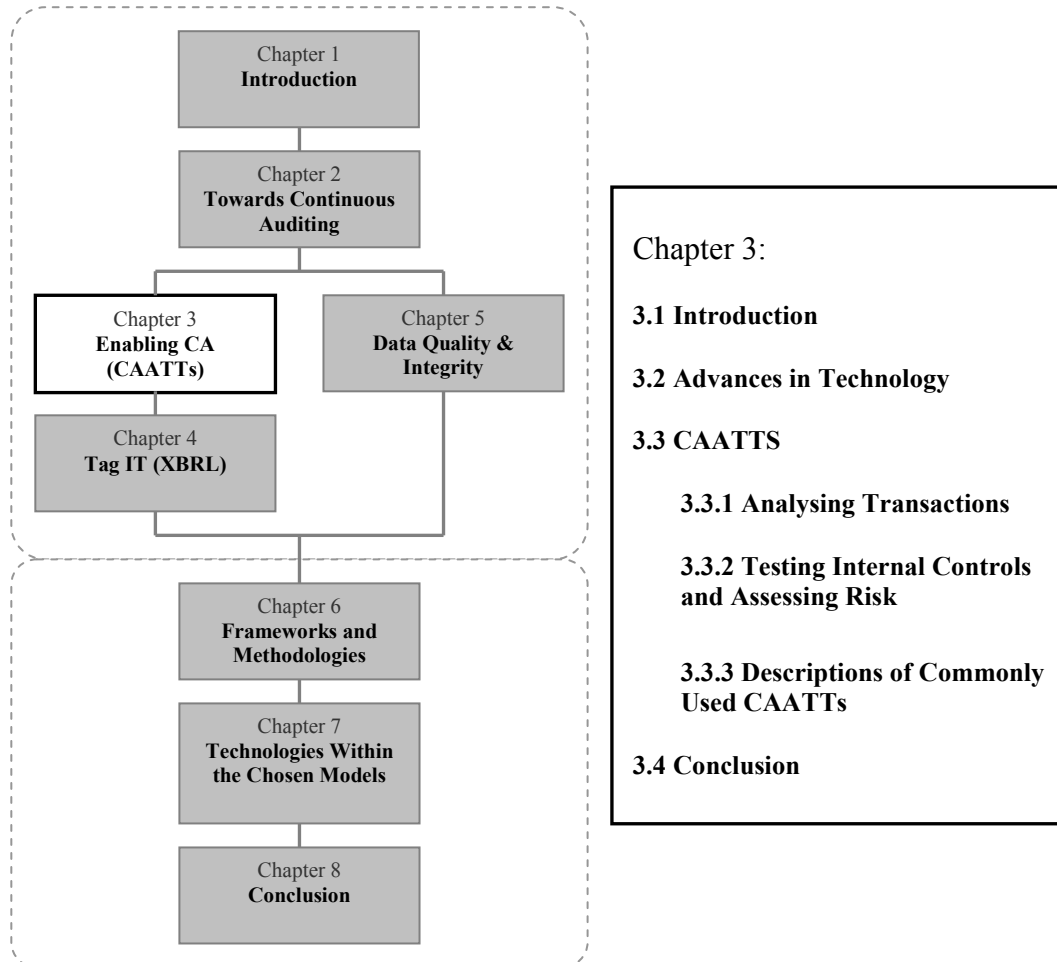 Chapter 1
Introduction
Chapter 2
Towards Continuous
Auditing
Chapter 3
Enabling CA
(CAATTs)
Chapter 5
Data Quality &
Integrity
Chapter 4
Tag IT (XBRL)
Chapter 6
Frameworks and
Methodologies
Chapter 7
Technologies Within
the Chosen Models
Chapter 8
Conclusion
Chapter 3:
3.1 Introduction
3.2 Advances in Technology
3.3 CAATTS
3.3.1 Analysing Transactions
3.3.2 Testing Internal Controls
and Assessing Risk
3.3.3 Descriptions of Commonly
Used CAATTs
3.4 Conclusion